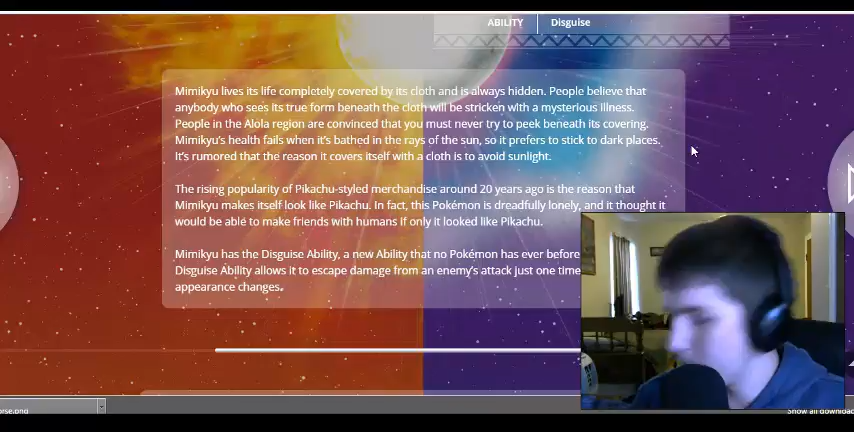 ABILITY Disguise
Mimikyu lives its life completely covered by its cloth and is always hidden. People believe that
anybody who sees its true form beneath the cloth will be stricken with a mysterious illness.
People in the Alola region are convinced that you must never try to peek beneath its covering.
Mimikyu's health fails when it's bathed in the rays of the sun, so it prefers to stick to dark places.
It's rumored that the reason it covers itself with a cloth is to avoid sunlight.
The rising popularity of Pikachu-styled merchandise around 20 years ago is the reason that
Mimikyu makes itself look like Pikachu. In fact, this Pokémon is dreadfully lonely, and it thought it
would be able to make friends with humans if only it looked like Pikachu.
Mimikyu has the Disguise Ability, a new Ability that no Pokémon has ever before
Disguise Ability allows it to escape damage from an enemy's attack just one time
appearance changes.
orse.png
Show all download